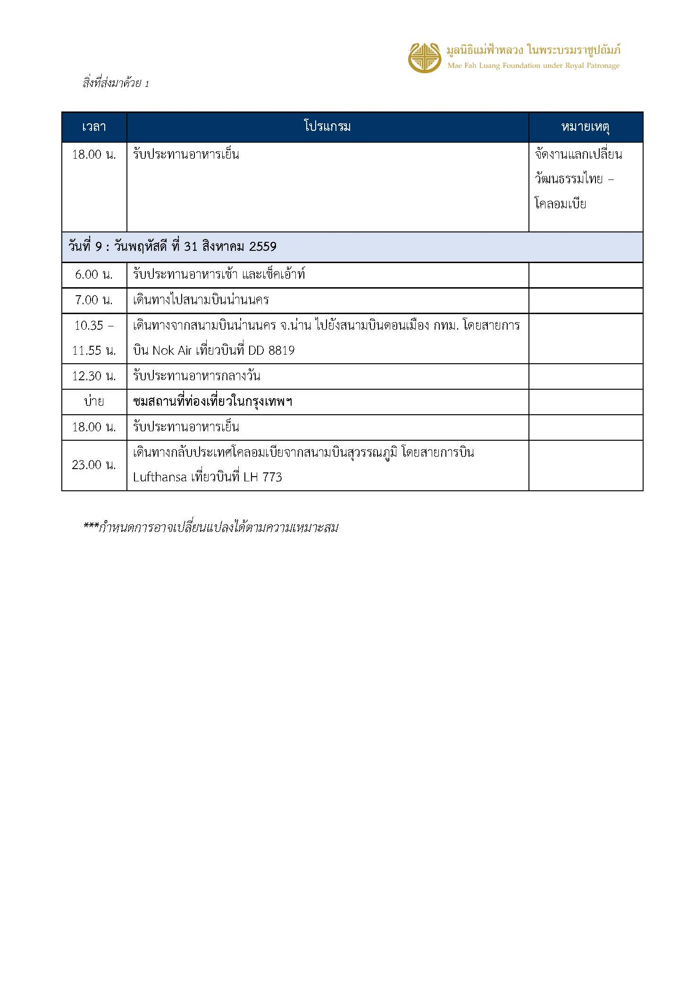 มูลนิธิแม่ฟ้าหลวง ในพระบรมราชูปถัมภ์
Mae Fah Luang Foundation under Royal Patronage
สิ่งที่ส่งมาด้วย 1
เวลา โปรแกรม หมายเหตุ
18.00 น. รับประทานอาหารเย็น จัดงานแลกเปลี่ยน
วัฒนธรรมไทย –
โคลอมเบีย
วันที่ 9 : วันพฤหัสดี ที่ 31 สิงหาคม 2559
6.00 น. รับประทานอาหารเช้า และเช็คเอ้าท์
7.00 น. เดินทางไปสนามบินน่านนคร
10.35 – เดินทางจากสนามบินน่านนคร จ.น่าน ไปยังสนามบินดอนเมือง กทม. โดยสายการ
11.55 น. บิน Nok Air เที่ยวบินที่ DD 8819
12.30 น. รับประทานอาหารกลางวัน
บ่าย ชมสถานที่ท่องเที่ยวในกรุงเทพฯ
18.00 น. รับประทานอาหารเย็น
23.00 น. เดินทางกลับประเทศโคลอมเบียจากสนามบินสุวรรณภูมิ โดยสายการบิน
Lufthansa เที่ยวบินที่ LH 773
***กำหนดการอาจเปลี่ยนแปลงได้ตามความเหมาะสม